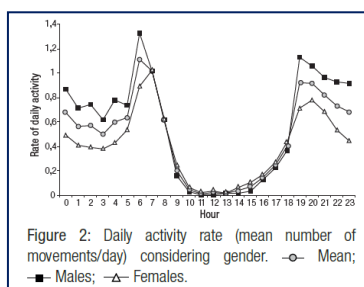 1,4
1,2
1
0,8
0,6
0,4
0,2
0
Rate of daily activity
0 1 2 3 4 5 6 7 8 9 10 11 12 13 14 15 16 17 18 19 20 21 22 23
Hour
Figure 2: Daily activity rate (mean number of
movements/day) considering gender. Mean;
Males; Females.